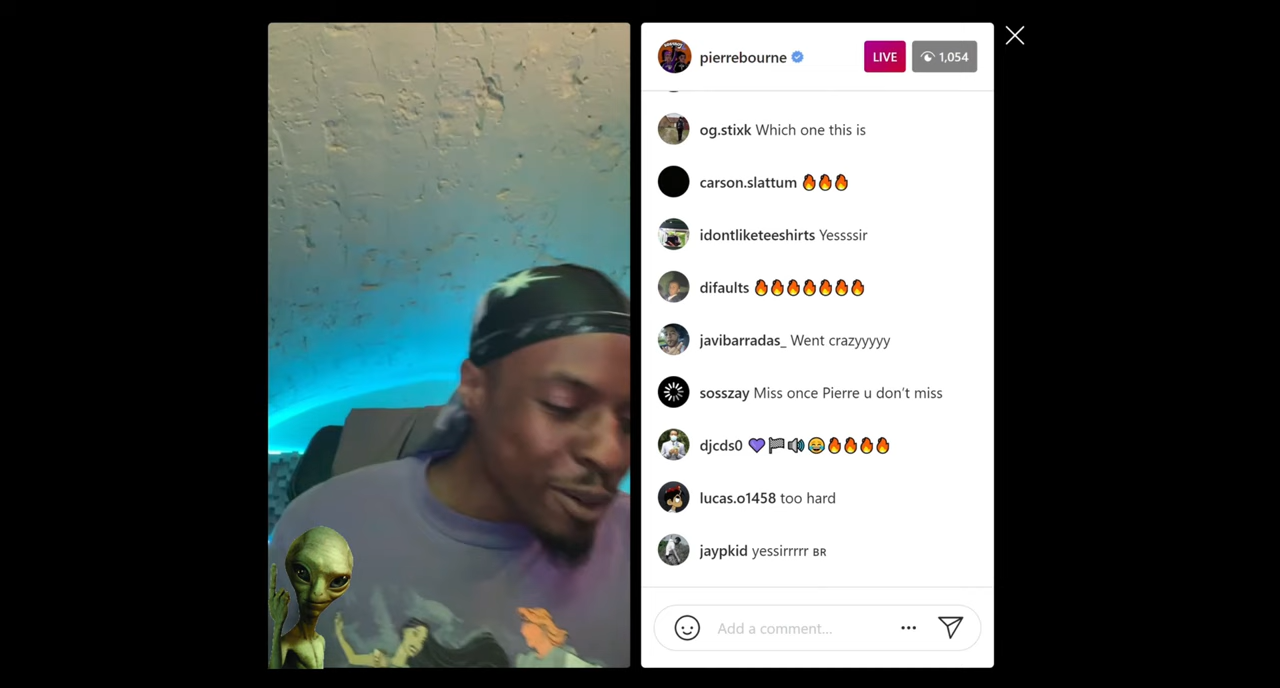 pierrebourne
LIVE
1,054
og.stixk Which one this is
carson.slattum 🔥🔥🔥
idontliketeeshirts Yessssir
difaults 🔥🔥🔥🔥🔥🔥🔥
javibarradas_ Went crazyyyyy
sosszay Miss once Pierre u don’t miss
djcds0 💜🏴🔊😂🔥🔥🔥🔥
lucas.o1458 too hard
jaypkid yessirrrrr BR
Add a comment...